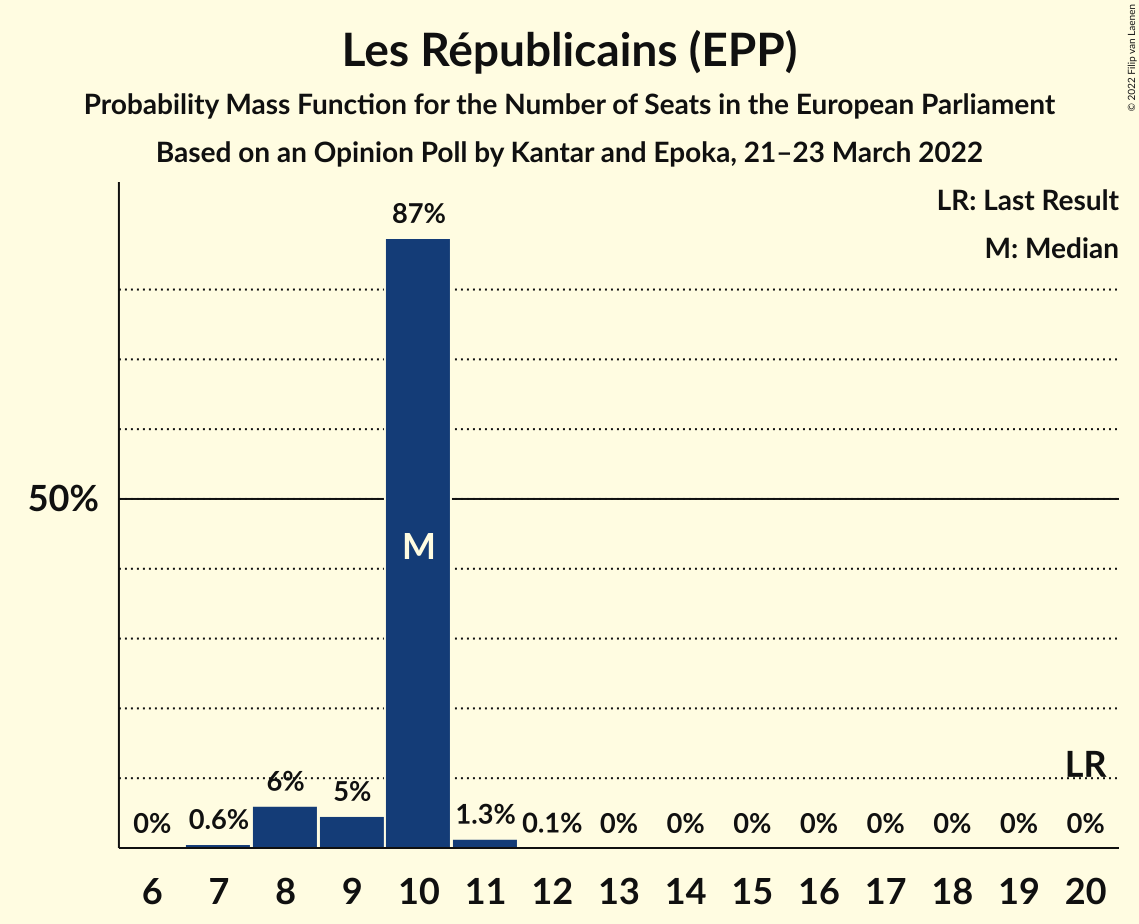 Les Républicains (EPP)
Probability Mass Function for the Number of Seats in the European Parliament
Based on an Opinion Poll by Kantar and Epoka, 21–23 March 2022
© 2022 Filip van Laenen
LR: Last Result
M: Median
87%
50%
M
LR
0% 0.6% 6% 5% 1.3% 0.1% 0% 0% 0% 0% 0% 0% 0% 0%
6 7 8 9 10 11 12 13 14 15 16 17 18 19 20